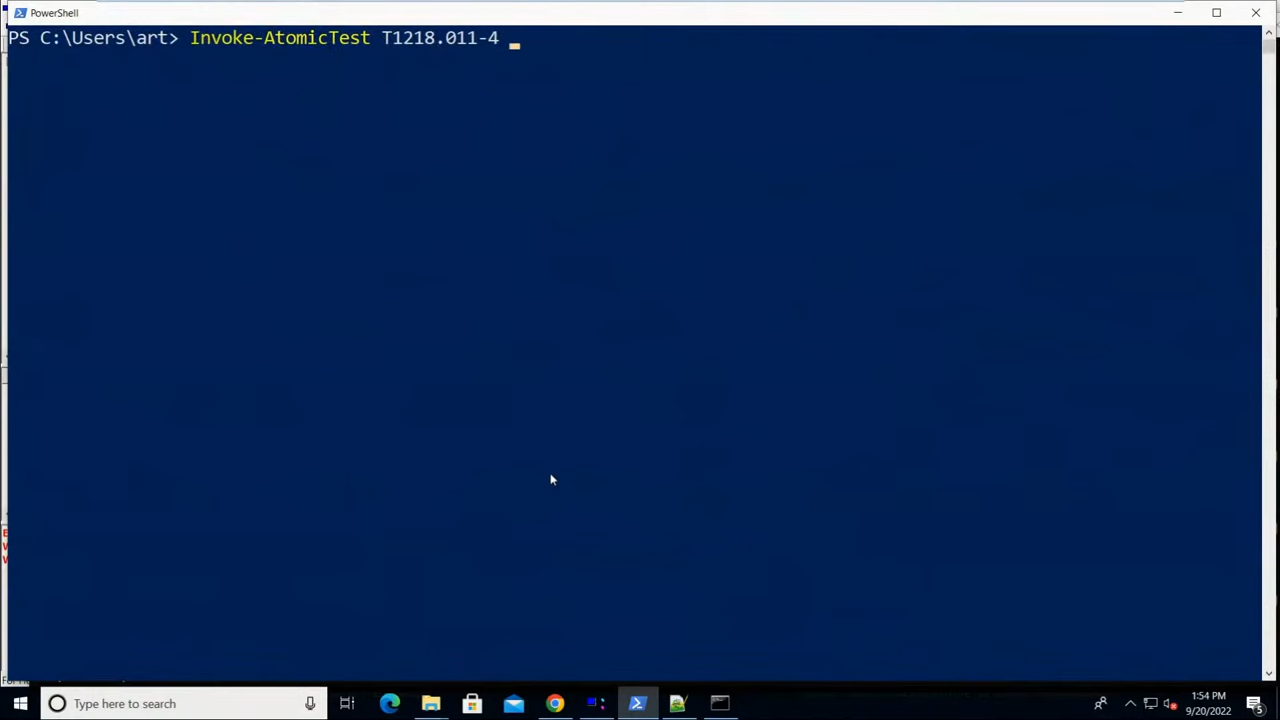 PowerShell
PS C:\Users\art> Invoke-AtomicTest T1218.011-4
Type here to search
1:54 PM
9/20/2022
5